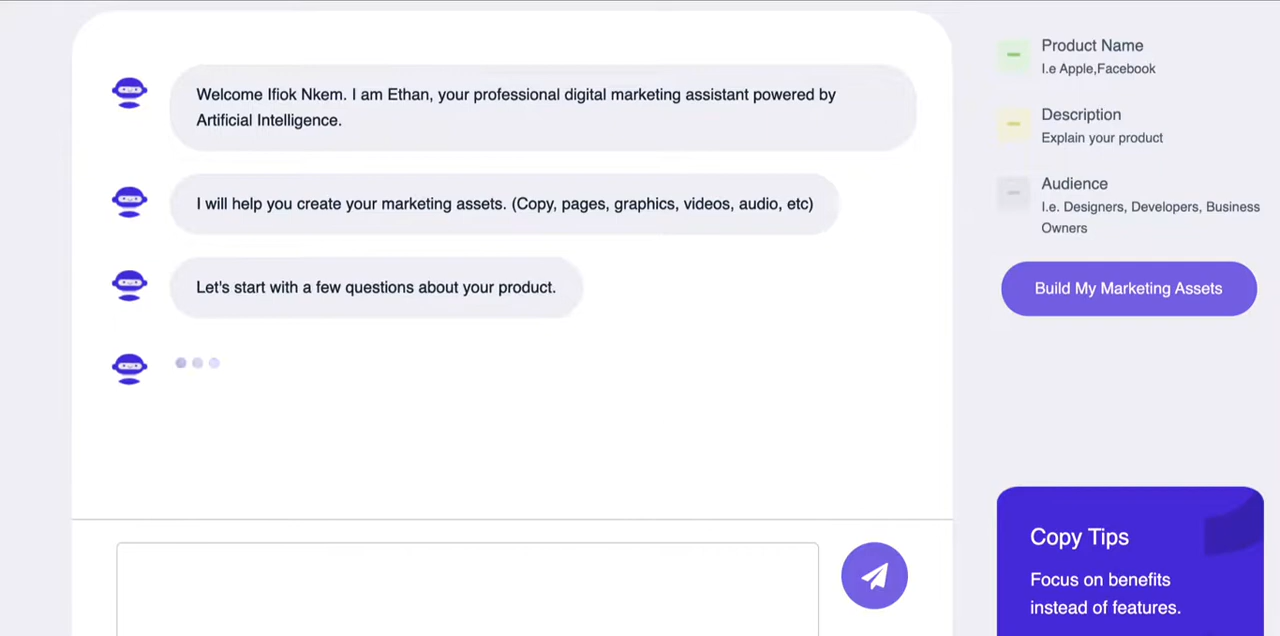 Welcome Ifiok Nkem. I am Ethan, your professional digital marketing assistant powered by
Artificial Intelligence.
I will help you create your marketing assets. (Copy, pages, graphics, videos, audio, etc)
Let's start with a few questions about your product.
Product Name
I.e Apple,Facebook
Description
Explain your product
Audience
I.e. Designers, Developers, Business
Owners
Build My Marketing Assets
Copy Tips
Focus on benefits
instead of features.